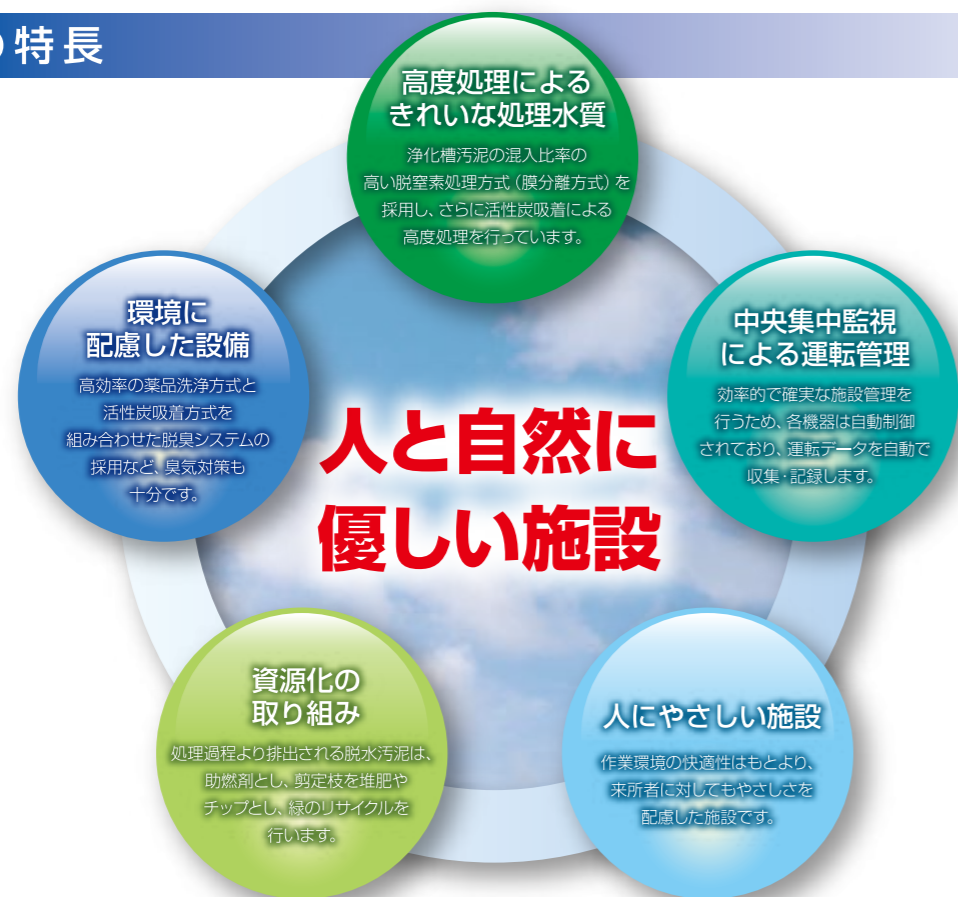 特長
高度処理による
きれいな処理水質
浄化槽汚泥の混入比率の
高い脱窒素処理方式（膜分離方式）を
採用し、さらに活性炭吸着による
高度処理を行っています。
環境に
配慮した設備
高効率の薬品洗浄方式と
活性炭吸着方式を
組み合わせた脱臭システムの
採用など、臭気対策も
十分です。
中央集中監視
による運転管理
効率的で確実な施設管理を
行うため、各機器は自動制御
されており、運転データを自動で
収集・記録します。
人と自然に
優しい施設
資源化の
取り組み
処理過程より排出される脱水汚泥は、
助燃剤とし、剪定枝を堆肥や
チップとし、緑のリサイクルを
行います。
人にやさしい施設
作業環境の快適性はもとより、
来所者に対してもやさしさを
配慮した施設です。